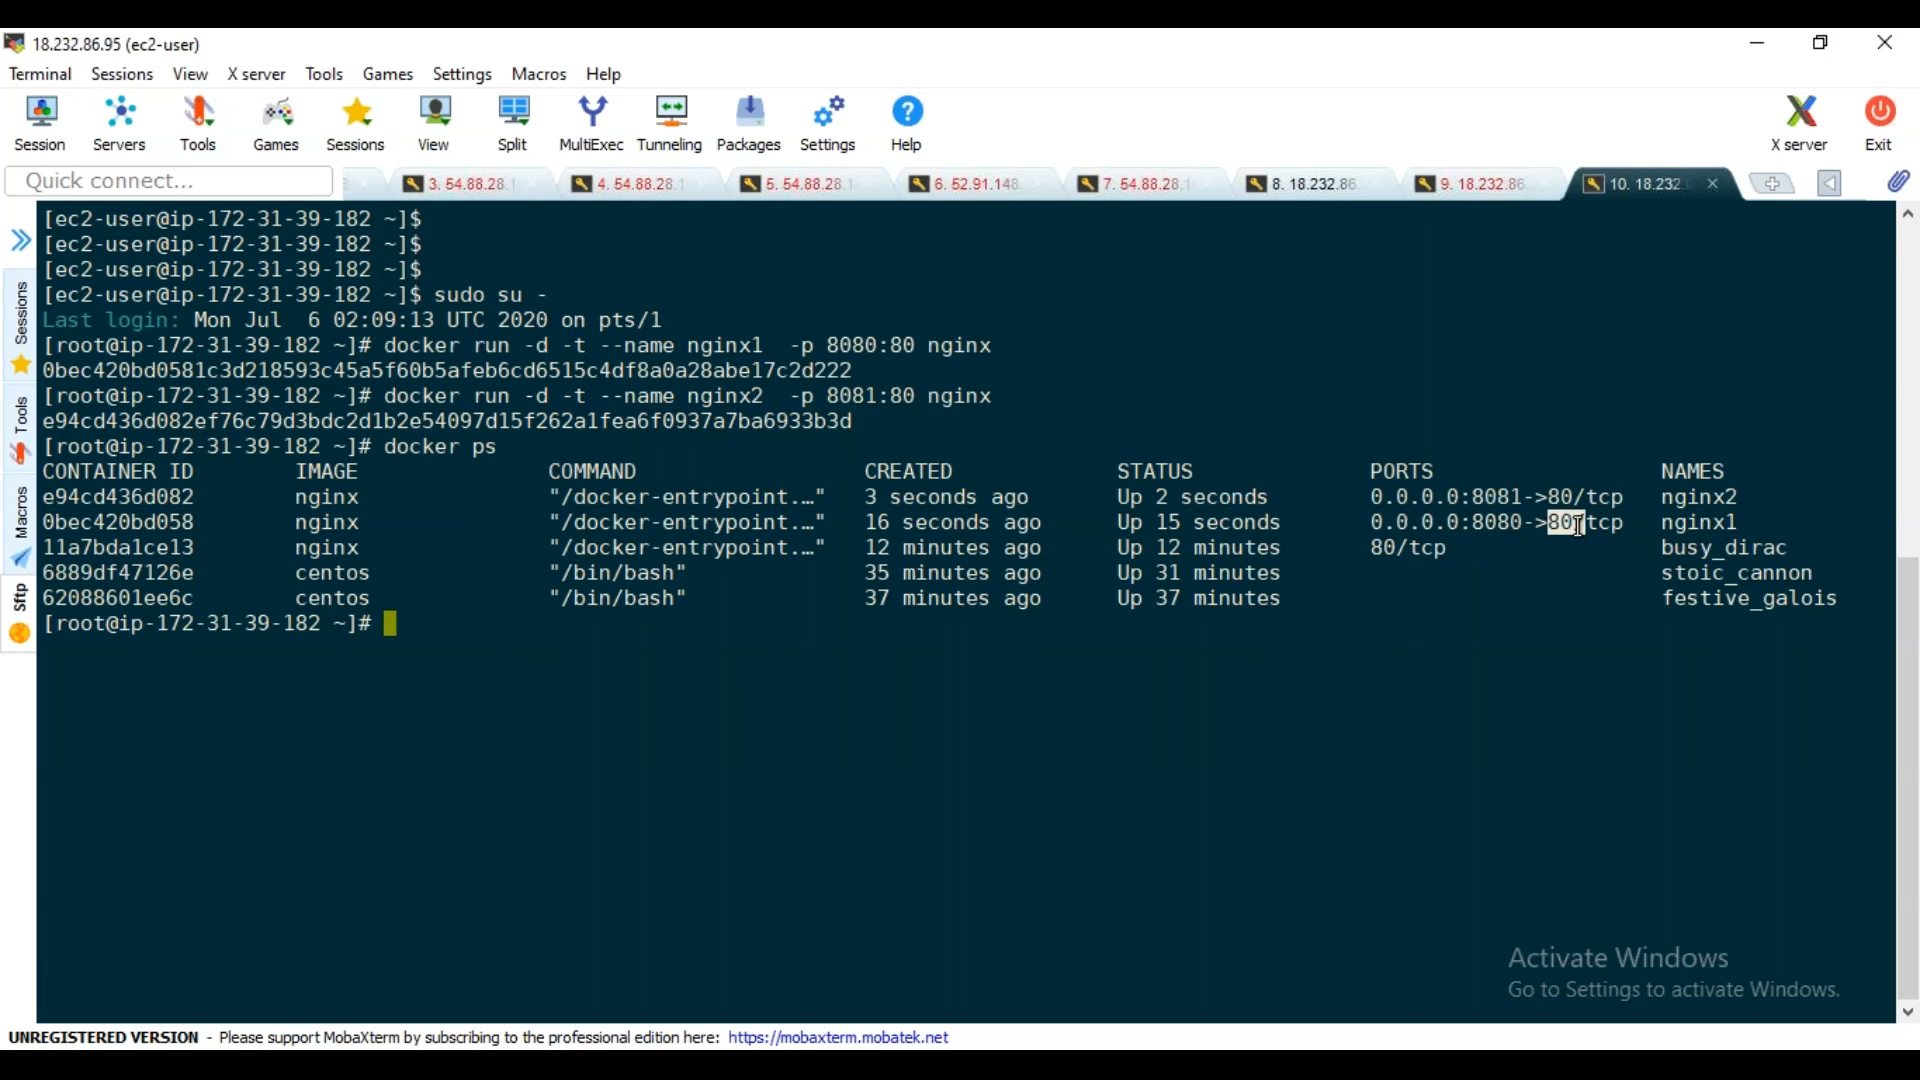 18.232.86.95 (ec2-user)
Terminal Sessions View X server Tools Games Settings Macros Help
Session Servers Tools Games Sessions View Split MultiExec Tunneling Packages Settings Help X server Exit
Quick connect... 3. 54.88.28.1 4. 54.88.28.1 5. 54.88.28.1 6. 52.91.148. 7. 54.88.28.1 8. 18.232.86. 9. 18.232.86. 10. 18.232.
Sessions
Tools
Macros
Sftp
[ec2-user@ip-172-31-39-182 ~]$
[ec2-user@ip-172-31-39-182 ~]$
[ec2-user@ip-172-31-39-182 ~]$
[ec2-user@ip-172-31-39-182 ~]$ sudo su -
Last login: Mon Jul  6 02:09:13 UTC 2020 on pts/1
[root@ip-172-31-39-182 ~]# docker run -d -t --name nginx1  -p 8080:80 nginx
0bec420bd0581c3d218593c45a5f60b5afeb6cd6515c4df8a0a28abe17c2d222
[root@ip-172-31-39-182 ~]# docker run -d -t --name nginx2  -p 8081:80 nginx
e94cd436d082ef76c79d3bdc2d1b2e54097d15f262a1fea6f0937a7ba6933b3d
[root@ip-172-31-39-182 ~]# docker ps
CONTAINER ID        IMAGE               COMMAND                  CREATED             STATUS              PORTS                  NAMES
e94cd436d082        nginx               "/docker-entrypoint.…"   3 seconds ago       Up 2 seconds        0.0.0.0:8081->80/tcp   nginx2
0bec420bd058        nginx               "/docker-entrypoint.…"   16 seconds ago      Up 15 seconds       0.0.0.0:8080->80/tcp   nginx1
11a7bda1ce13        nginx               "/docker-entrypoint.…"   12 minutes ago      Up 12 minutes       80/tcp                 busy_dirac
6889df47126e        centos              "/bin/bash"              35 minutes ago      Up 31 minutes                              stoic_cannon
62088601ee6c        centos              "/bin/bash"              37 minutes ago      Up 37 minutes                              festive_galois
[root@ip-172-31-39-182 ~]#
Activate Windows
Go to Settings to activate Windows.
UNREGISTERED VERSION - Please support MobaXterm by subscribing to the professional edition here: https://mobaxterm.mobatek.net